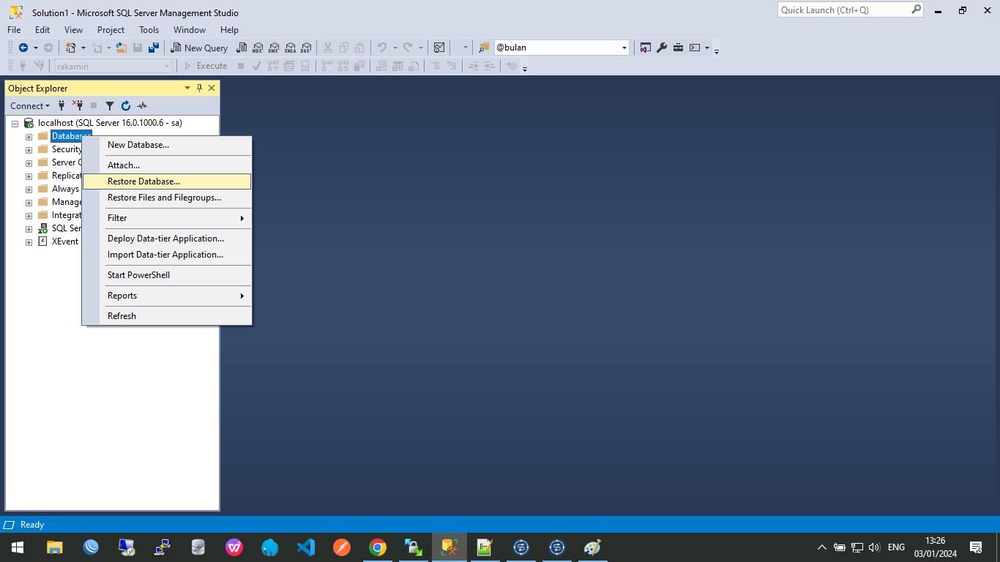 Solution1 - Microsoft SQL Server Management Studio
Quick Launch (Ctrl+Q)
File Edit View Project Tools Window Help
New Query MDX DMX XMLA DAX @bulan
rakamin Execute
Object Explorer
Connect
localhost (SQL Server 16.0.1000.6 - sa)
Databases
Security
Server O
Replicat
Always
Manage
Integrat
SQL Ser
XEvent
New Database...
Attach...
Restore Database...
Restore Files and Filegroups...
Filter
Deploy Data-tier Application...
Import Data-tier Application...
Start PowerShell
Reports
Refresh
Ready
ENG
13:26
03/01/2024